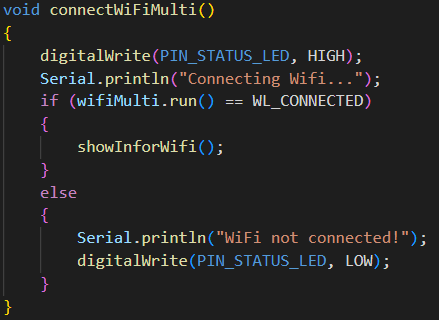 void connectWiFiMulti()
{
    digitalWrite(PIN_STATUS_LED, HIGH);
    Serial.println("Connecting Wifi...");
    if (wifiMulti.run() == WL_CONNECTED)
    {
        showInforWifi();
    }
    else
    {
        Serial.println("WiFi not connected!");
        digitalWrite(PIN_STATUS_LED, LOW);
    }
}